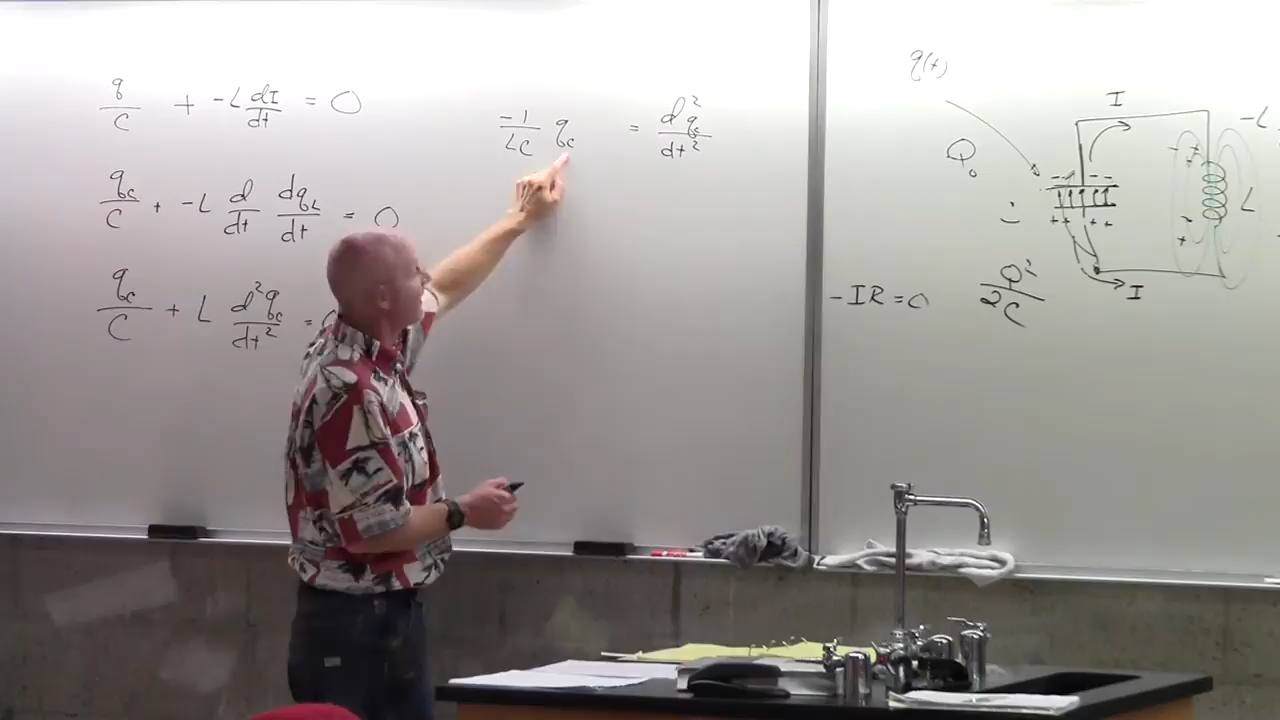 q/C + -L dI/dt = 0
q_C/C + -L d/dt dq_L/dt = 0
q_C/C + L d²q_C/dt² = 0
-1/LC q_C = d²q_C/dt²
q(t)
I
-L
Q₀
- - - -
+ + + +
+ +
- +
L
I
-IR = 0
Q²/2C